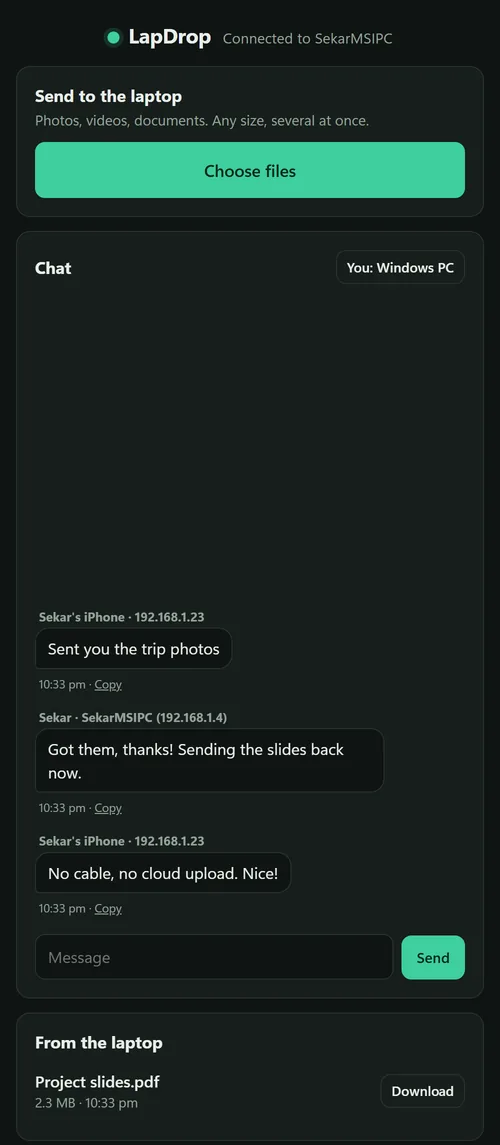 LapDrop Connected to SekarMSIPC
Send to the laptop
Photos, videos, documents. Any size, several at once.
Choose files
Chat
You: Windows PC
Sekar's iPhone · 192.168.1.23
Sent you the trip photos
10:33 pm · Copy
Sekar · SekarMSIPC (192.168.1.4)
Got them, thanks! Sending the slides back
now.
10:33 pm · Copy
Sekar's iPhone · 192.168.1.23
No cable, no cloud upload. Nice!
10:33 pm · Copy
Message
Send
From the laptop
Project slides.pdf
2.3 MB · 10:33 pm
Download